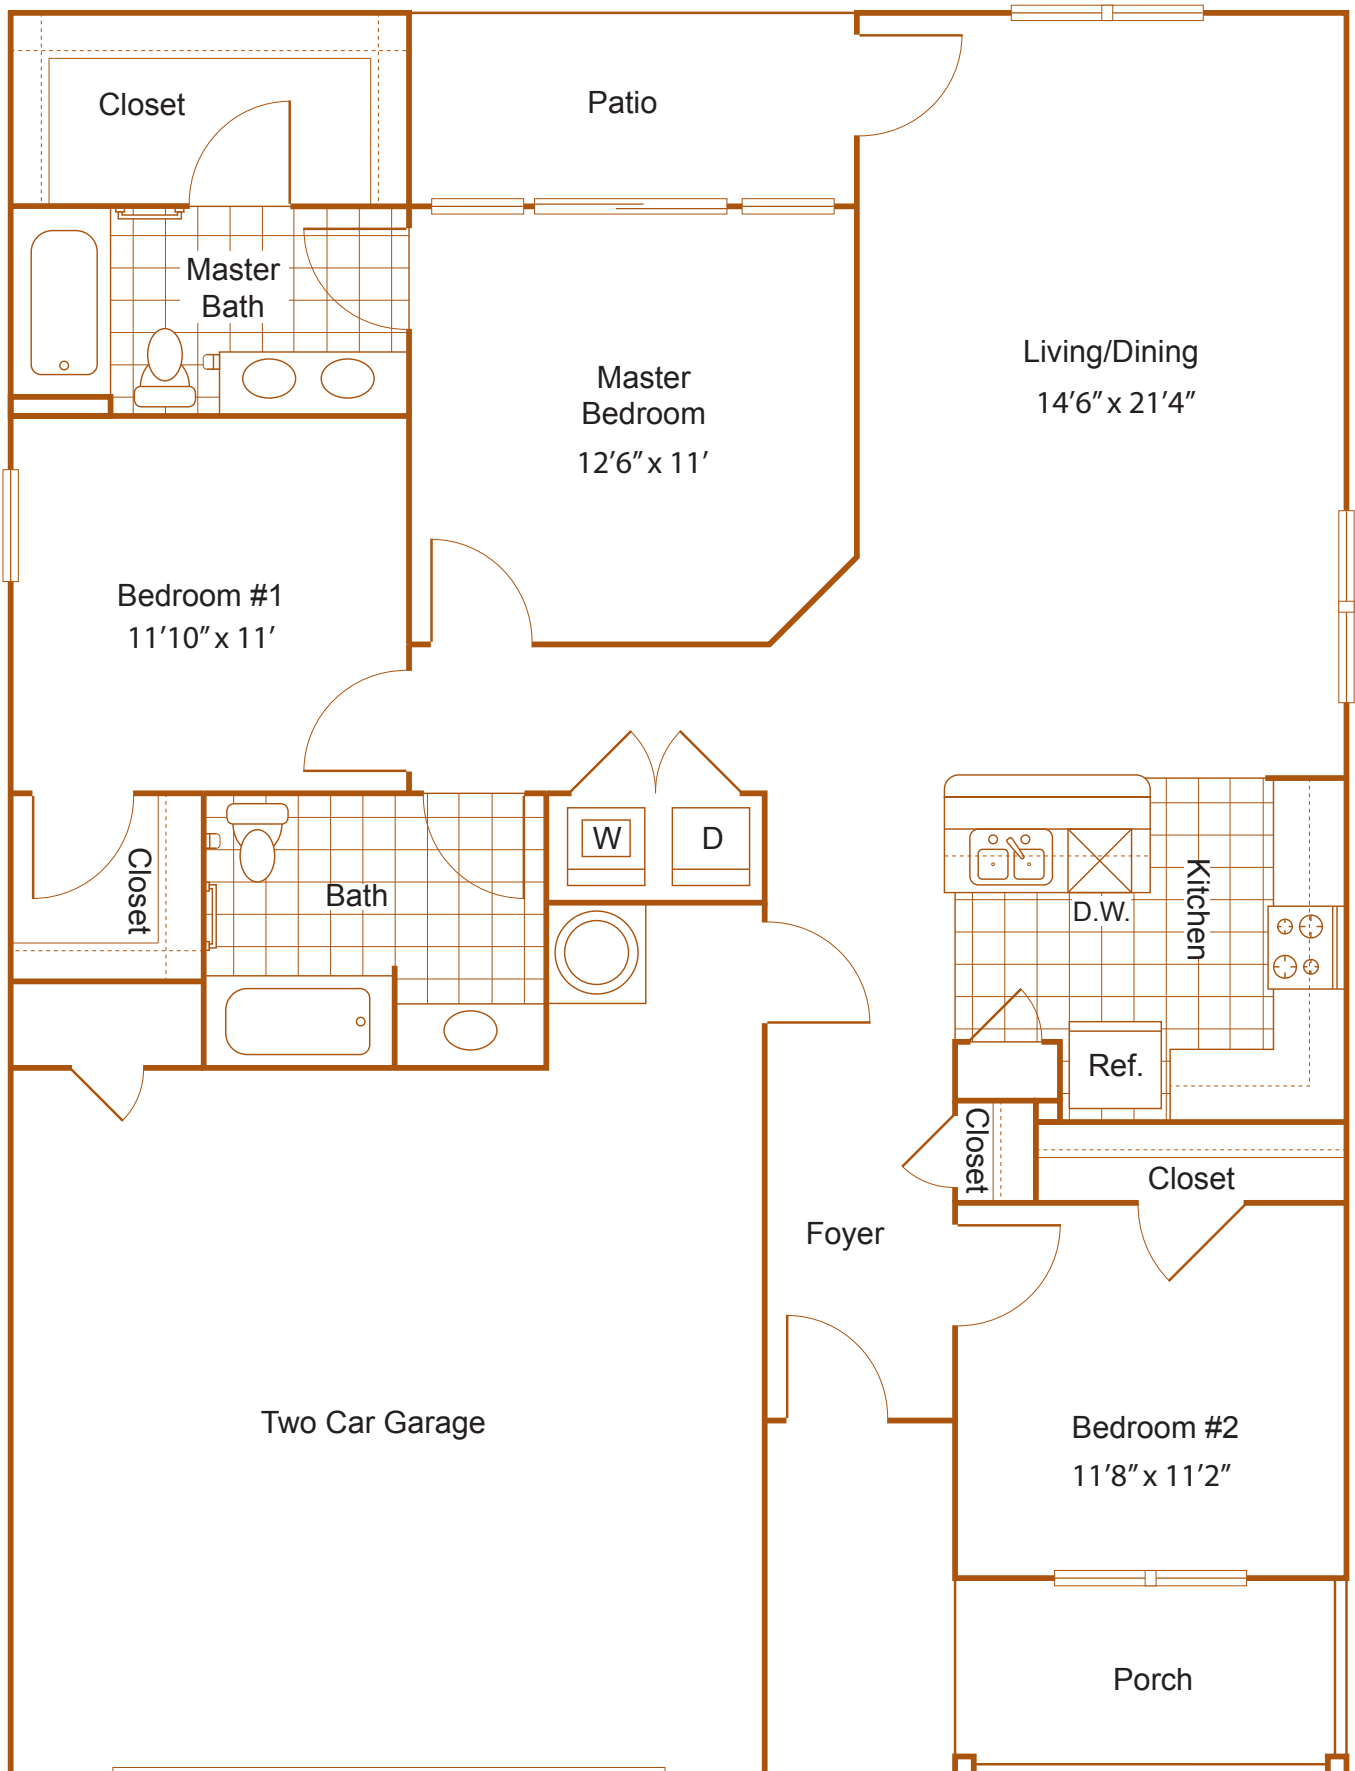 Closet
Patio
Master
Bath
Living/Dining
14'6" x 21'4"
Master
Bedroom
12'6" x 11'
Bedroom #1
11'10" x 11'
W
D
Closet
Bath
Kitchen
D.W.
Ref.
Closet
Closet
Foyer
Two Car Garage
Bedroom #2
11'8" x 11'2"
Porch